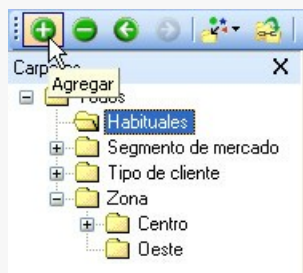 Agregar
Habituales
Segmento de mercado
Tipo de cliente
Zona
Centro
Oeste